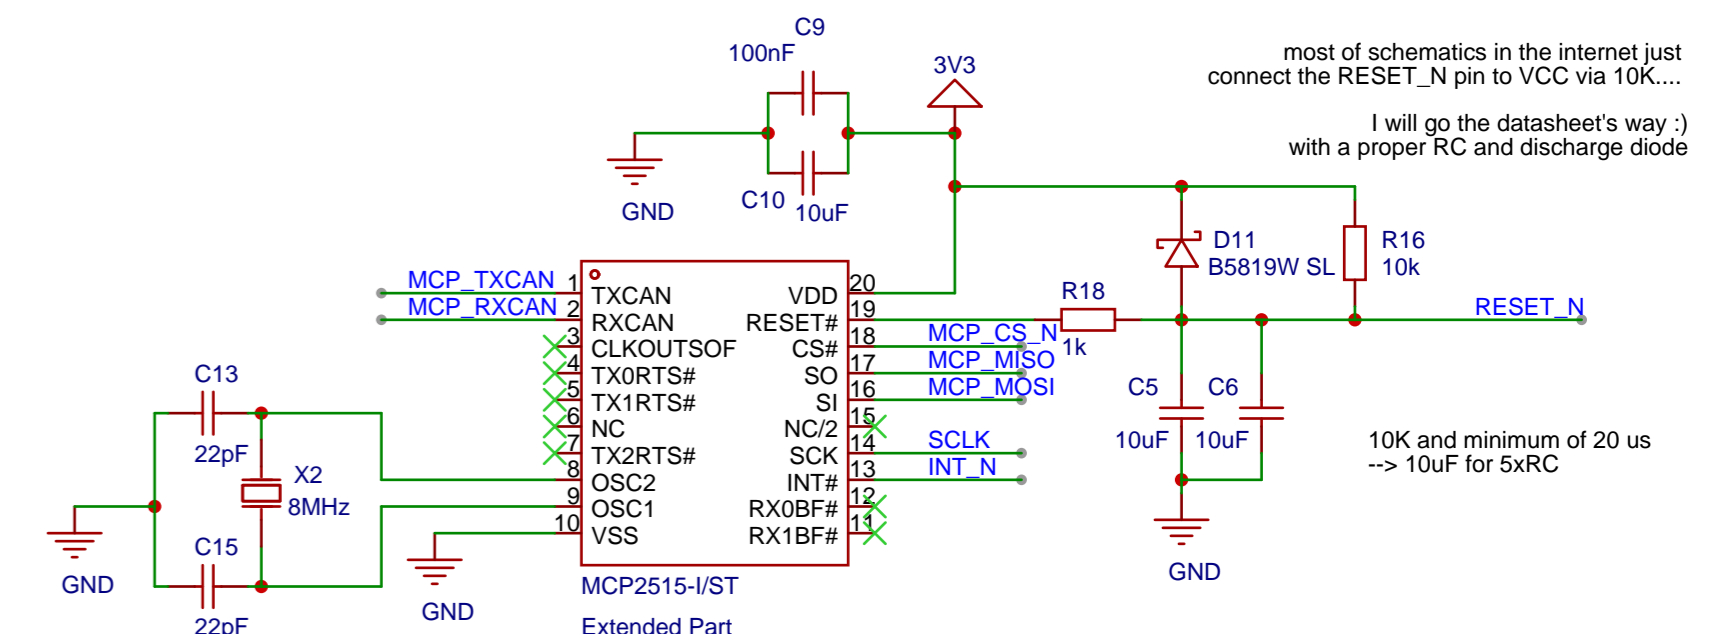 C9
100nF
3V3
most of schematics in the internet just
connect the RESET_N pin to VCC via 10K....
I will go the datasheet's way :)
with a proper RC and discharge diode
C10
10uF
GND
D11
B5819W SL
R16
10k
MCP_TXCAN
1
TXCAN
MCP_RXCAN
2
RXCAN
3
CLKOUTSOF
4
TX0RTS#
5
TX1RTS#
6
NC
7
TX2RTS#
8
OSC2
9
OSC1
10
VSS
20
VDD
19
RESET#
18
CS#
17
SO
16
SI
15
NC/2
14
SCK
13
INT#
12
RX0BF#
11
RX1BF#
R18
1k
RESET_N
MCP_CS_N
MCP_MISO
MCP_MOSI
SCLK
INT_N
C5
10uF
C6
10uF
10K and minimum of 20 us
--> 10uF for 5xRC
GND
C13
22pF
X2
8MHz
C15
22pF
GND
GND
MCP2515-I/ST
Extended Part